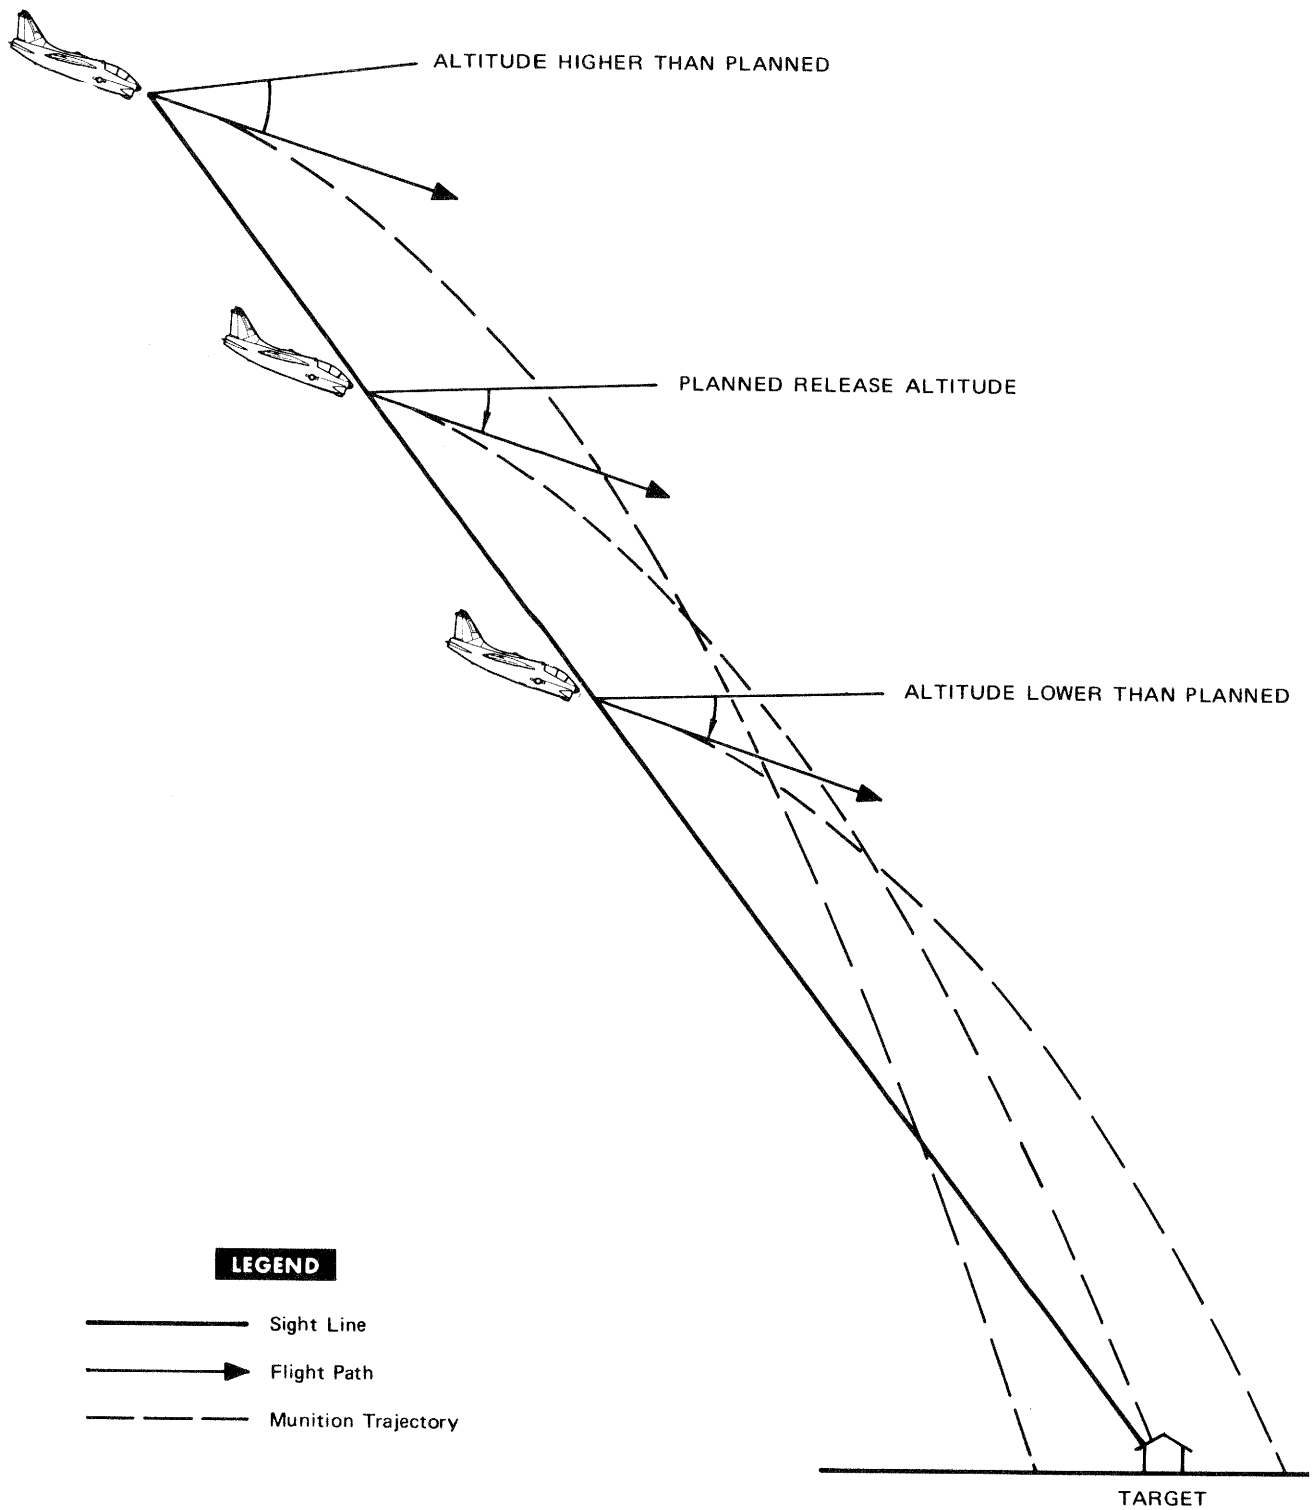 ALTITUDE HIGHER THAN PLANNED
PLANNED RELEASE ALTITUDE
ALTITUDE LOWER THAN PLANNED
LEGEND
Sight Line
Flight Path
Munition Trajectory
TARGET